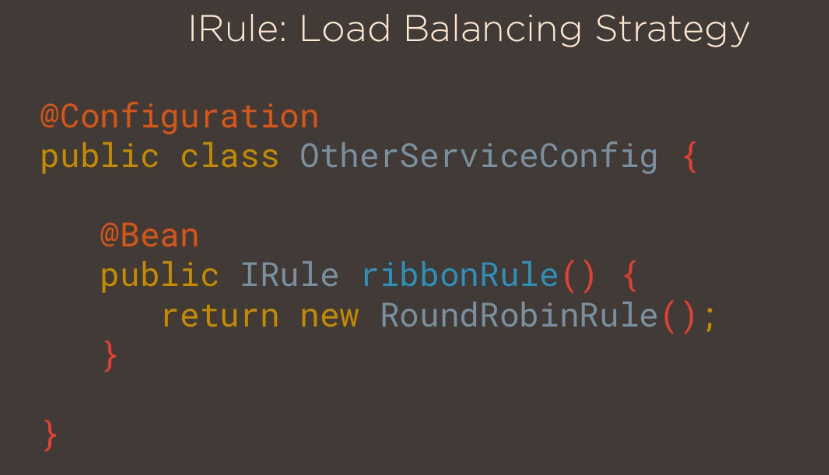 IRule: Load Balancing Strategy
@Configuration
public class OtherServiceConfig {
@Bean
public IRule ribbonRule() {
return new RoundRobinRule();
}
}